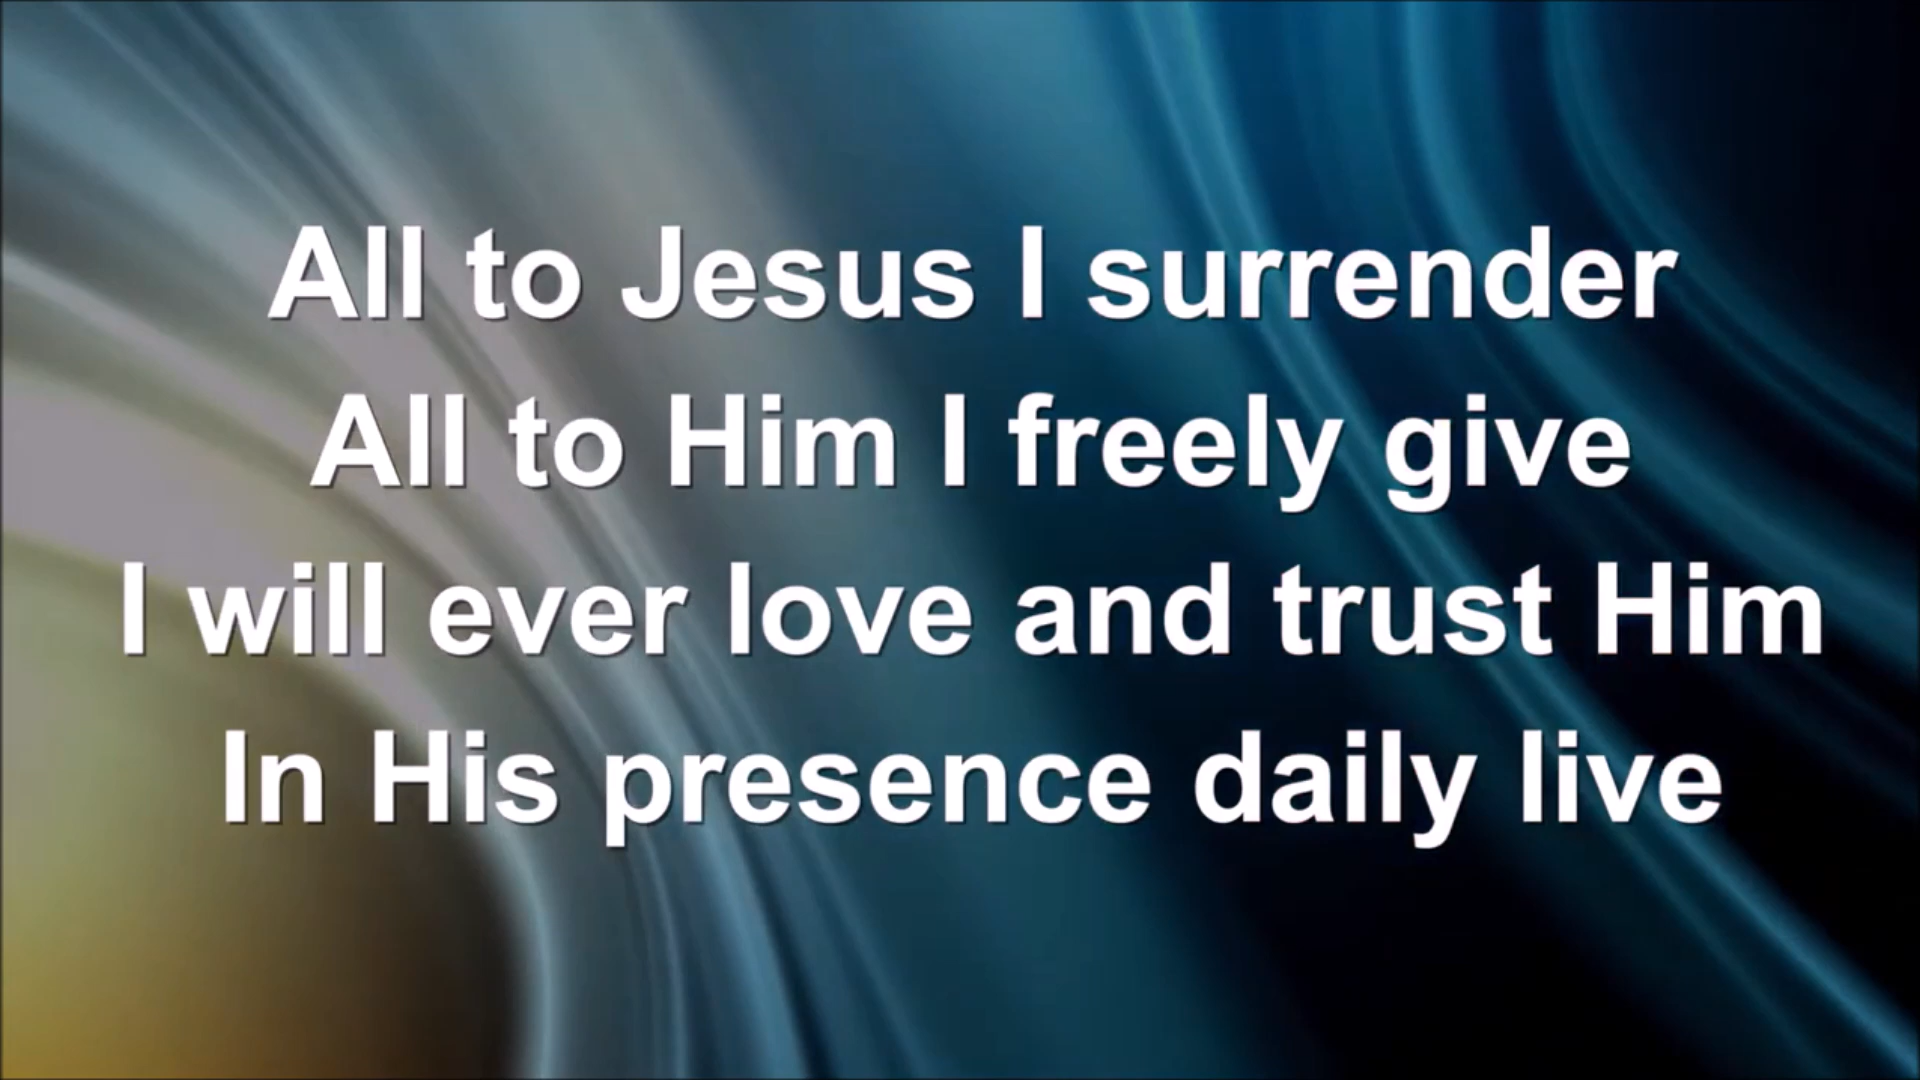 All to Jesus I surrender
All to Him I freely give
I will ever love and trust Him
In His presence daily live